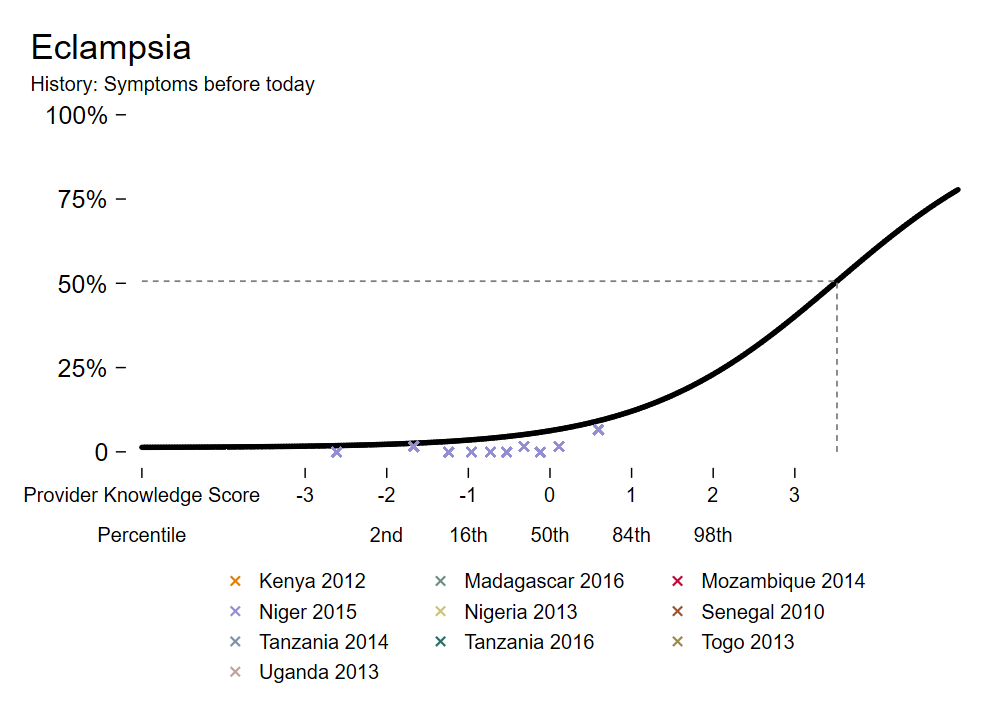 Eclampsia
History: Symptoms before today
100%
75%
50%
25%
0
Provider Knowledge Score -3 -2 -1 0 1 2 3
Percentile 2nd 16th 50th 84th 98th
Kenya 2012 Madagascar 2016 Mozambique 2014
Niger 2015 Nigeria 2013 Senegal 2010
Tanzania 2014 Tanzania 2016 Togo 2013
Uganda 2013